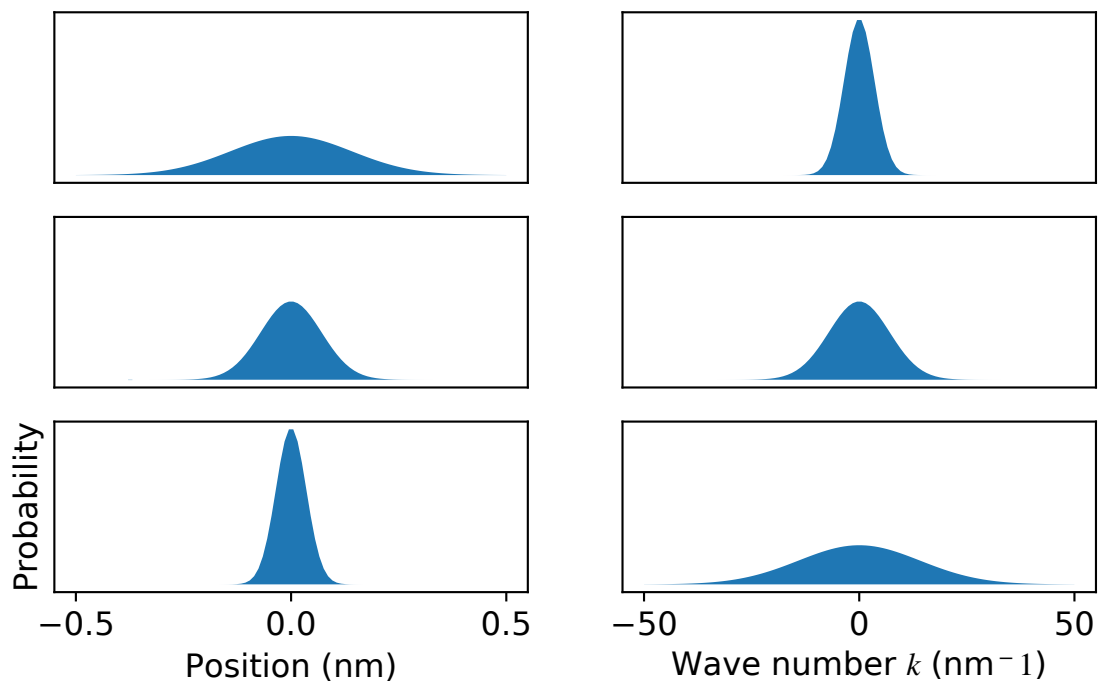 Probability
−0.5 0.0 0.5
Position (nm)
−50 0 50
Wave number k (nm⁻1)